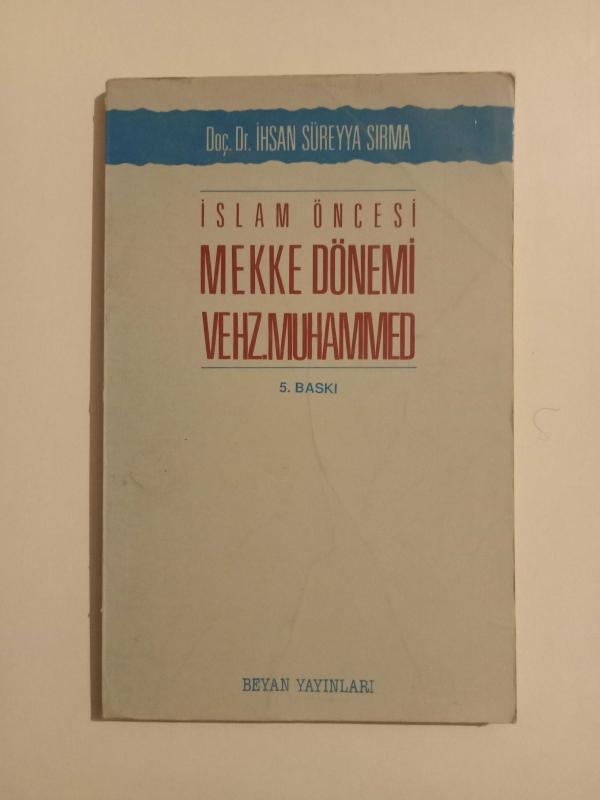 Doç. Dr. İHSAN SÜREYYA SIRMA
İSLAM ÖNCESİ
MEKKE DÖNEMİ
VE HZ. MUHAMMED
5. BASKI
BEYAN YAYINLARI